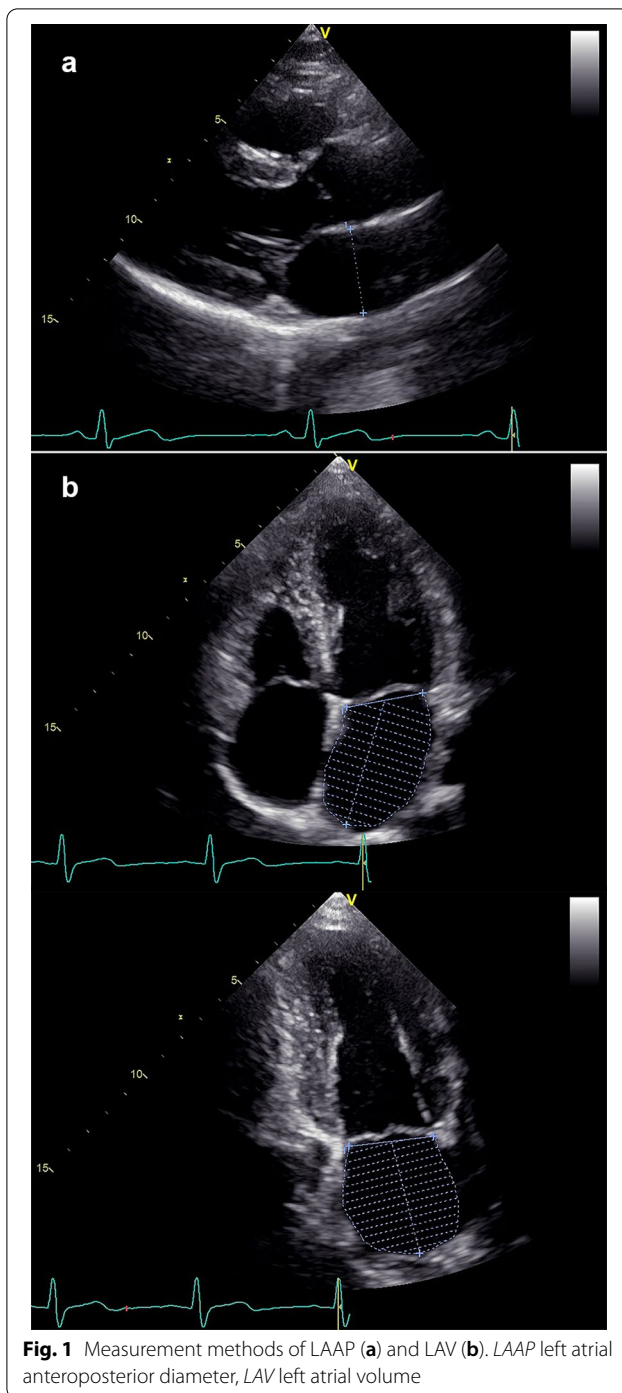 V
a
5
10
15
V
b
5
10
15
V
5
10
15
Fig. 1 Measurement methods of LAAP (a) and LAV (b). LAAP left atrial
anteroposterior diameter, LAV left atrial volume